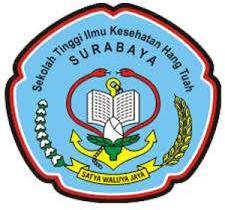 Sekolah Tinggi Ilmu Kesehatan Hang Tuah
SURABAYA
SATYA WALUYA JAYA